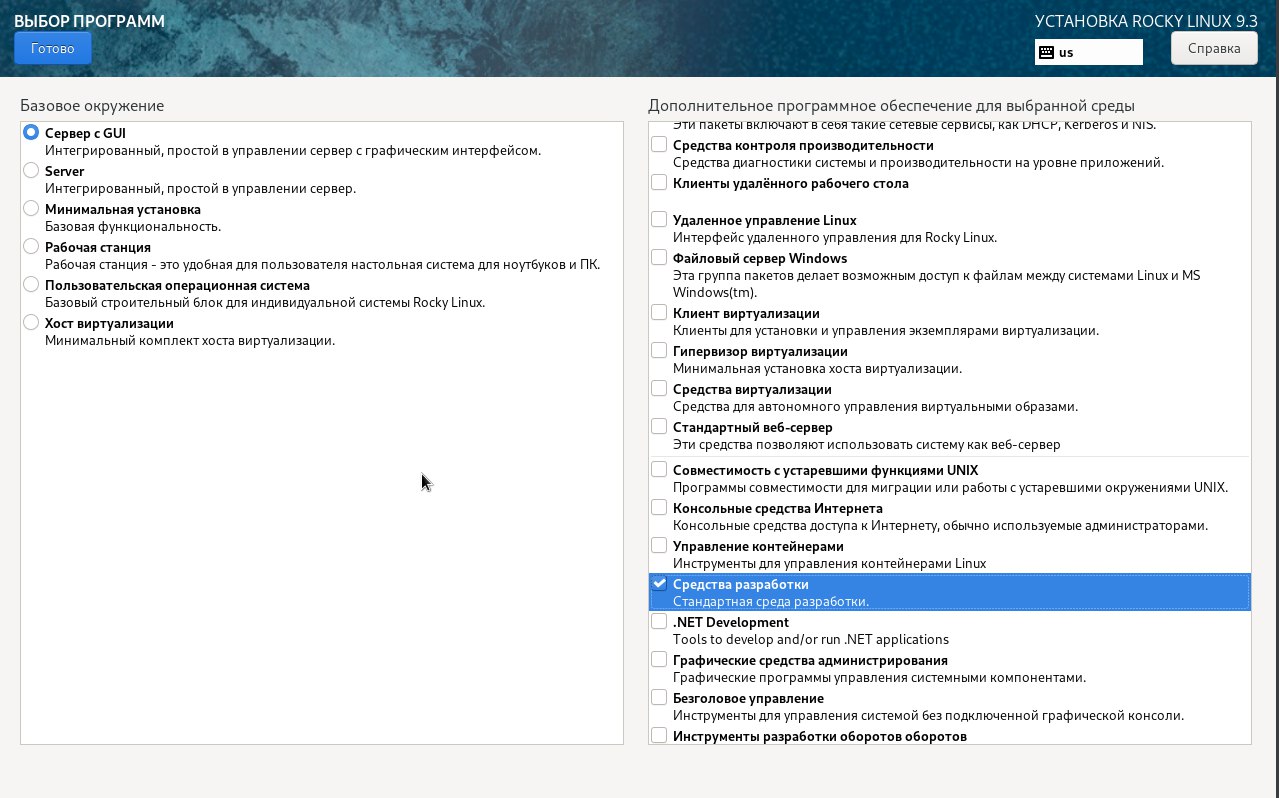 ВЫБОР ПРОГРАММ
УСТАНОВКА ROCKY LINUX 9.3
Готово
us
Справка
Базовое окружение
Сервер с GUI
Интегрированный, простой в управлении сервер с графическим интерфейсом.
Server
Интегрированный, простой в управлении сервер.
Минимальная установка
Базовая функциональность.
Рабочая станция
Рабочая станция - это удобная для пользователя настольная система для ноутбуков и ПК.
Пользовательская операционная система
Базовый строительный блок для индивидуальной системы Rocky Linux.
Хост виртуализации
Минимальный комплект хоста виртуализации.
Дополнительное программное обеспечение для выбранной среды
Эти пакеты включают в себя такие сетевые сервисы, как DHCP, Kerberos и NIS.
Средства контроля производительности
Средства диагностики системы и производительности на уровне приложений.
Клиенты удалённого рабочего стола
Удаленное управление Linux
Интерфейс удаленного управления для Rocky Linux.
Файловый сервер Windows
Эта группа пакетов делает возможным доступ к файлам между системами Linux и MS
Windows(tm).
Клиент виртуализации
Клиенты для установки и управления экземплярами виртуализации.
Гипервизор виртуализации
Минимальная установка хоста виртуализации.
Средства виртуализации
Средства для автономного управления виртуальными образами.
Стандартный веб-сервер
Эти средства позволяют использовать систему как веб-сервер
Совместимость с устаревшими функциями UNIX
Программы совместимости для миграции или работы с устаревшими окружениями UNIX.
Консольные средства Интернета
Консольные средства доступа к Интернету, обычно используемые администраторами.
Управление контейнерами
Инструменты для управления контейнерами Linux
Средства разработки
Стандартная среда разработки.
.NET Development
Tools to develop and/or run .NET applications
Графические средства администрирования
Графические программы управления системными компонентами.
Безголовое управление
Инструменты для управления системой без подключенной графической консоли.
Инструменты разработки оборотов оборотов